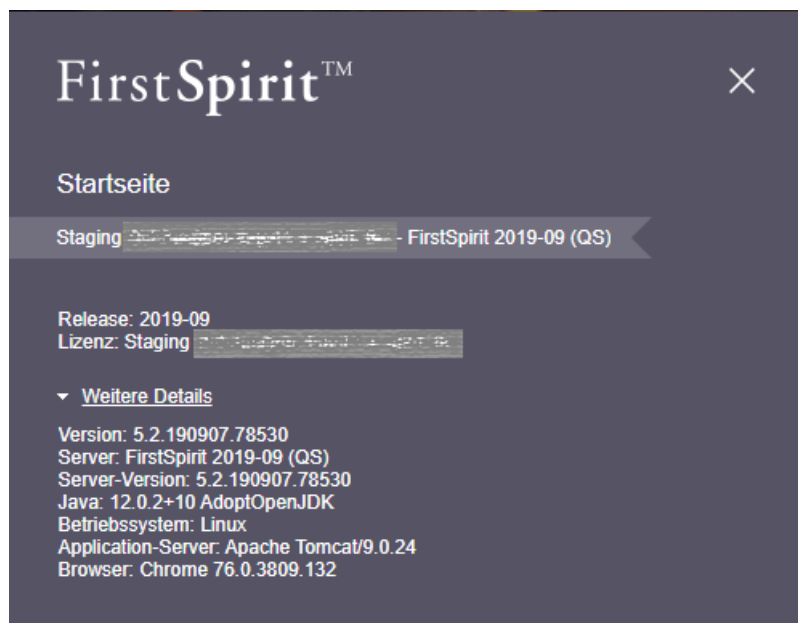 FirstSpirit™
Startseite
Staging - FirstSpirit 2019-09 (QS)
Release: 2019-09
Lizenz: Staging
Weitere Details
Version: 5.2.190907.78530
Server: FirstSpirit 2019-09 (QS)
Server-Version: 5.2.190907.78530
Java: 12.0.2+10 AdoptOpenJDK
Betriebssystem: Linux
Application-Server: Apache Tomcat/9.0.24
Browser: Chrome 76.0.3809.132